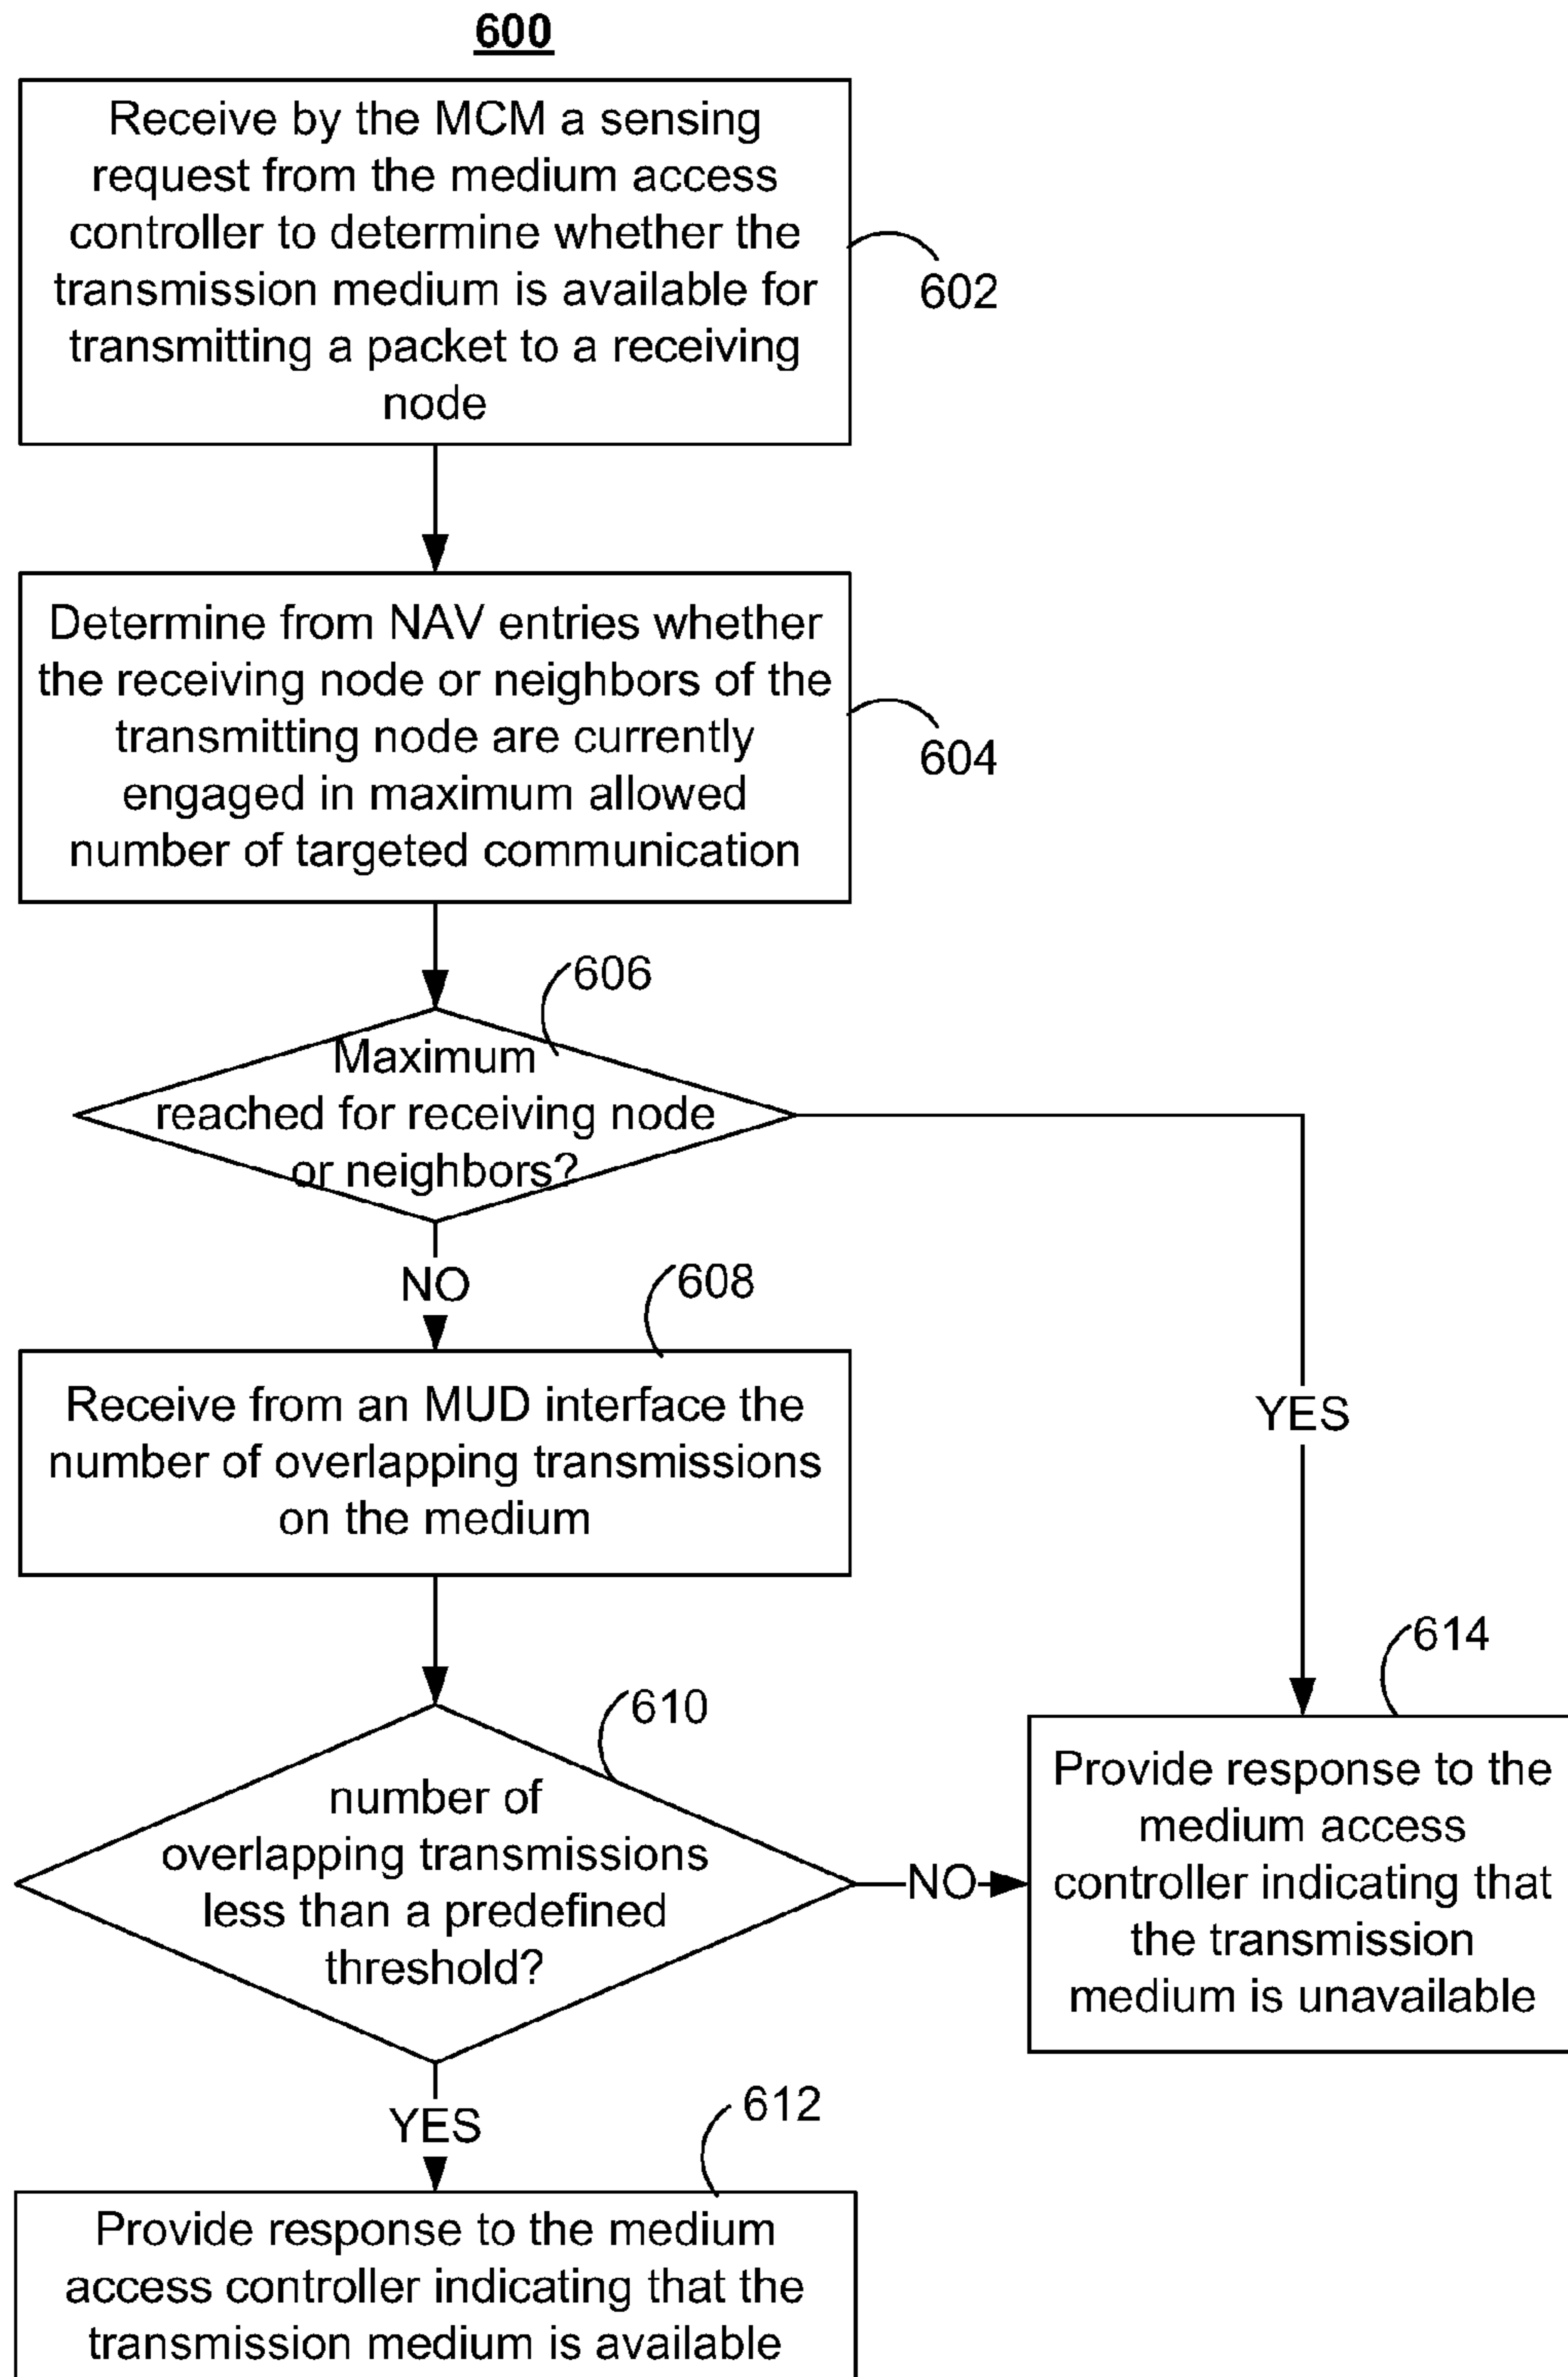 600
Receive by the MCM a sensing
request from the medium access
controller to determine whether the
transmission medium is available for
transmitting a packet to a receiving
node
602
Determine from NAV entries whether
the receiving node or neighbors of the
transmitting node are currently
engaged in maximum allowed
number of targeted communication
604
606
Maximum
reached for receiving node
or neighbors?
NO
YES
608
Receive from an MUD interface the
number of overlapping transmissions
on the medium
610
number of
overlapping transmissions
less than a predefined
threshold?
NO
614
Provide response to the
medium access
controller indicating that
the transmission
medium is unavailable
YES
612
Provide response to the medium
access controller indicating that the
transmission medium is available